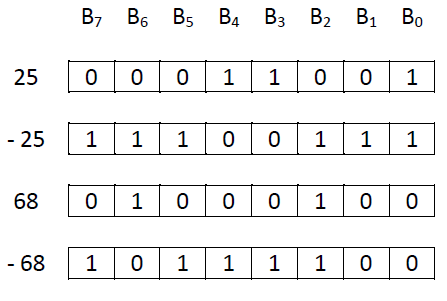 B₇ B₆ B₅ B₄ B₃ B₂ B₁ B₀
25 0 0 0 1 1 0 0 1
- 25 1 1 1 0 0 1 1 1
68 0 1 0 0 0 1 0 0
- 68 1 0 1 1 1 1 0 0